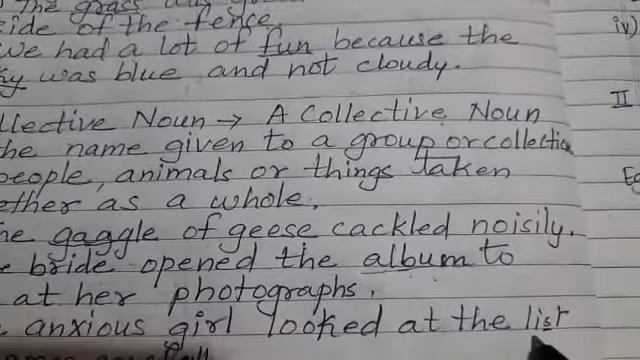 The grass
side of the fence.
We had a lot of fun because the
sky was blue and not cloudy.
llective Noun → A Collective Noun
he name given to a group or collectio
people, animals or things taken
ether as a whole.
he gaggle of geese cackled noisily.
e bride opened the album to
at her photographs.
anxious girl looked at the list
iv)
II
Eg